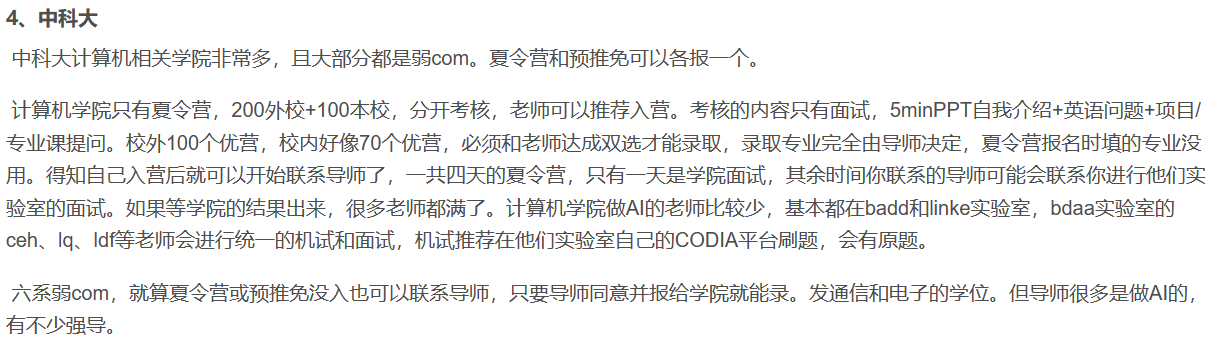 4、中科大
中科大计算机相关学院非常多，且大部分都是弱com。夏令营和预推免可以各报一个。
计算机学院只有夏令营，200外校+100本校，分开考核，老师可以推荐入营。考核的内容只有面试，5minPPT自我介绍+英语问题+项目/
专业课提问。校外100个优营，校内好像70个优营，必须和老师达成双选才能录取，录取专业完全由导师决定，夏令营报名时填的专业没
用。得知自己入营后就可以开始联系导师了，一共四天的夏令营，只有一天是学院面试，其余时间你联系的导师可能会联系你进行他们实
验室的面试。如果等学院的结果出来，很多老师都满了。计算机学院做AI的老师比较少，基本都在badd和linke实验室，bdaa实验室的
ceh、lq、ldf等老师会进行统一的机试和面试，机试推荐在他们实验室自己的CODIA平台刷题，会有原题。
六系弱com，就算夏令营或预推免没入也可以联系导师，只要导师同意并报给学院就能录。发通信和电子的学位。但导师很多是做AI的，
有不少强导。